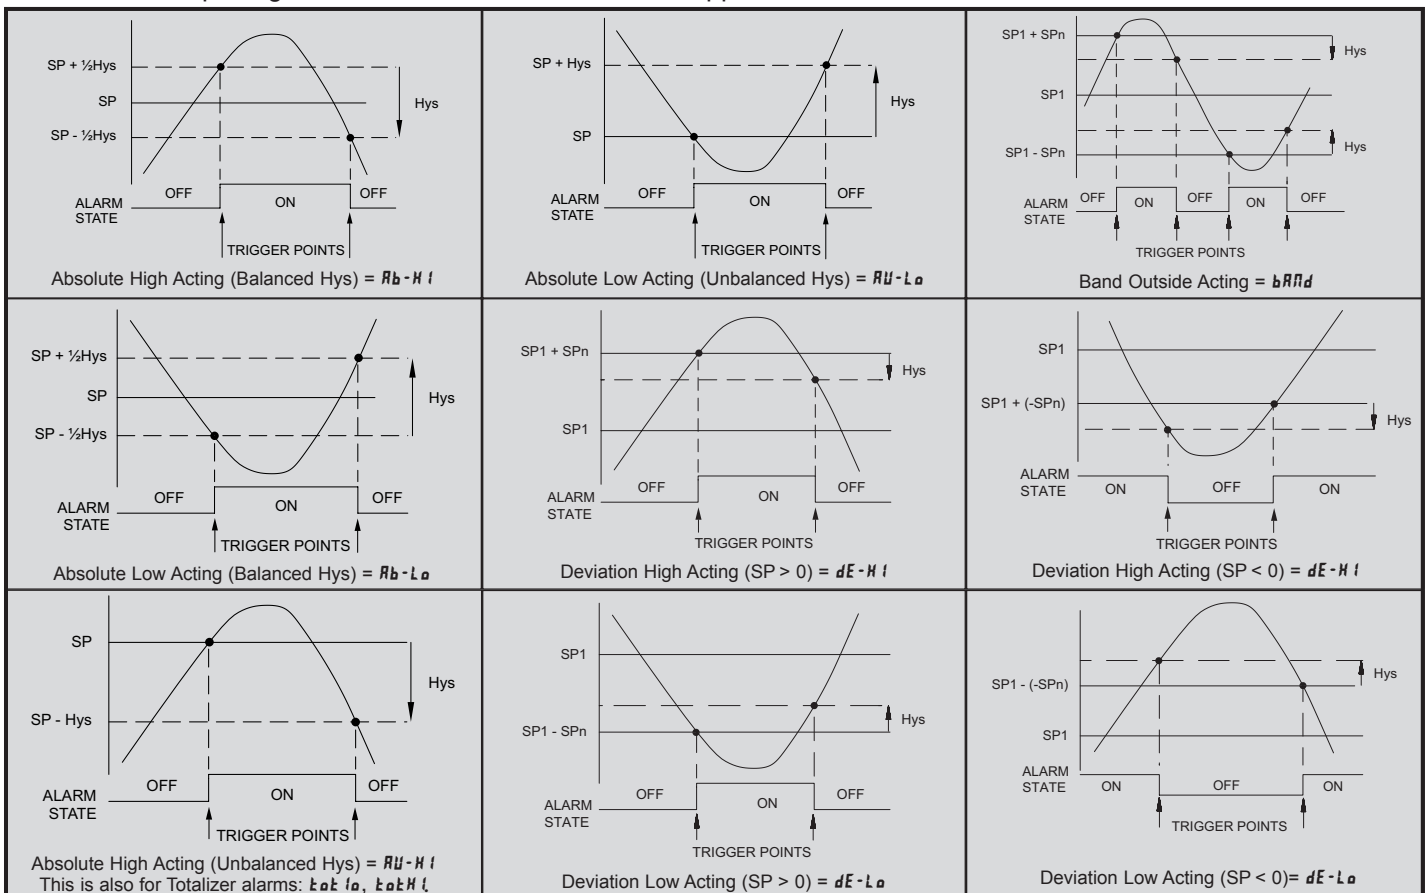 SP + ½Hys
SP
SP - ½Hys
Hys
ALARM STATE
OFF
ON
OFF
TRIGGER POINTS
Absolute High Acting (Balanced Hys) = Ab-HI
SP + Hys
SP
Hys
ALARM STATE
OFF
ON
OFF
TRIGGER POINTS
Absolute Low Acting (Unbalanced Hys) = AU-Lo
SP1 + SPn
Hys
SP1
SP1 - SPn
Hys
ALARM STATE
OFF
ON
OFF
ON
OFF
TRIGGER POINTS
Band Outside Acting = bANd
SP + ½Hys
SP
SP - ½Hys
Hys
ALARM STATE
OFF
ON
OFF
TRIGGER POINTS
Absolute Low Acting (Balanced Hys) = Ab-Lo
SP1 + SPn
Hys
SP1
ALARM STATE
OFF
ON
OFF
TRIGGER POINTS
Deviation High Acting (SP > 0) = dE-HI
SP1
SP1 + (-SPn)
Hys
ALARM STATE
ON
OFF
ON
TRIGGER POINTS
Deviation High Acting (SP < 0) = dE-HI
SP
SP - Hys
Hys
ALARM STATE
OFF
ON
OFF
TRIGGER POINTS
Absolute High Acting (Unbalanced Hys) = AU-HI
This is also for Totalizer alarms: totLo, totHI.
SP1
SP1 - SPn
Hys
ALARM STATE
OFF
ON
OFF
TRIGGER POINTS
Deviation Low Acting (SP > 0) = dE-Lo
SP1 - (-SPn)
Hys
SP1
ALARM STATE
ON
OFF
ON
TRIGGER POINTS
Deviation Low Acting (SP < 0)= dE-Lo